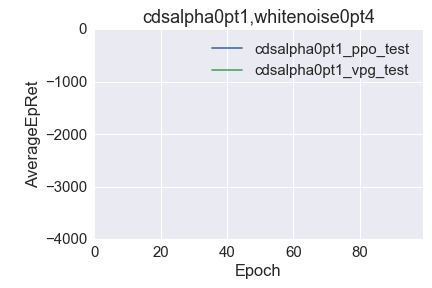 cdsalpha0pt1,whitenoise0pt4
cdsalpha0pt1_ppo_test
cdsalpha0pt1_vpg_test
AverageEpRet
0
−1000
−2000
−3000
−4000
0 20 40 60 80
Epoch